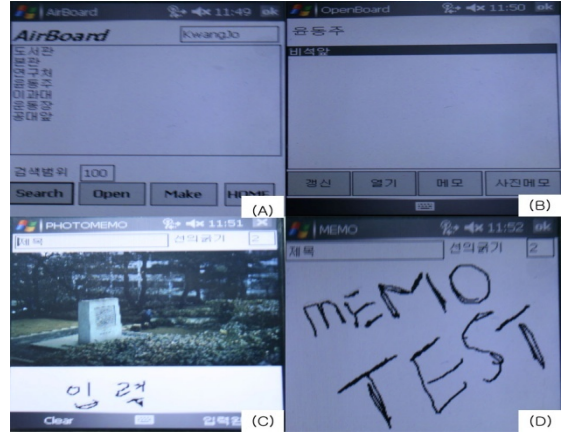 AirBoard 11:49 ok
AirBoard KwangJo
도서관
본관
연구처
윤동주
이과대
운동장
공대앞
검색범위 100
Search Open Make HOME
(A)
OpenBoard 11:50 ok
윤동주
비석앞
갱신 열기 메모 사진메모
(B)
PHOTOMEMO 11:51
제목 선의굵기 2
입력
Clear
(C)
MEMO 11:52 ok
제목 선의굵기 2
MEMO
TEST
(D)